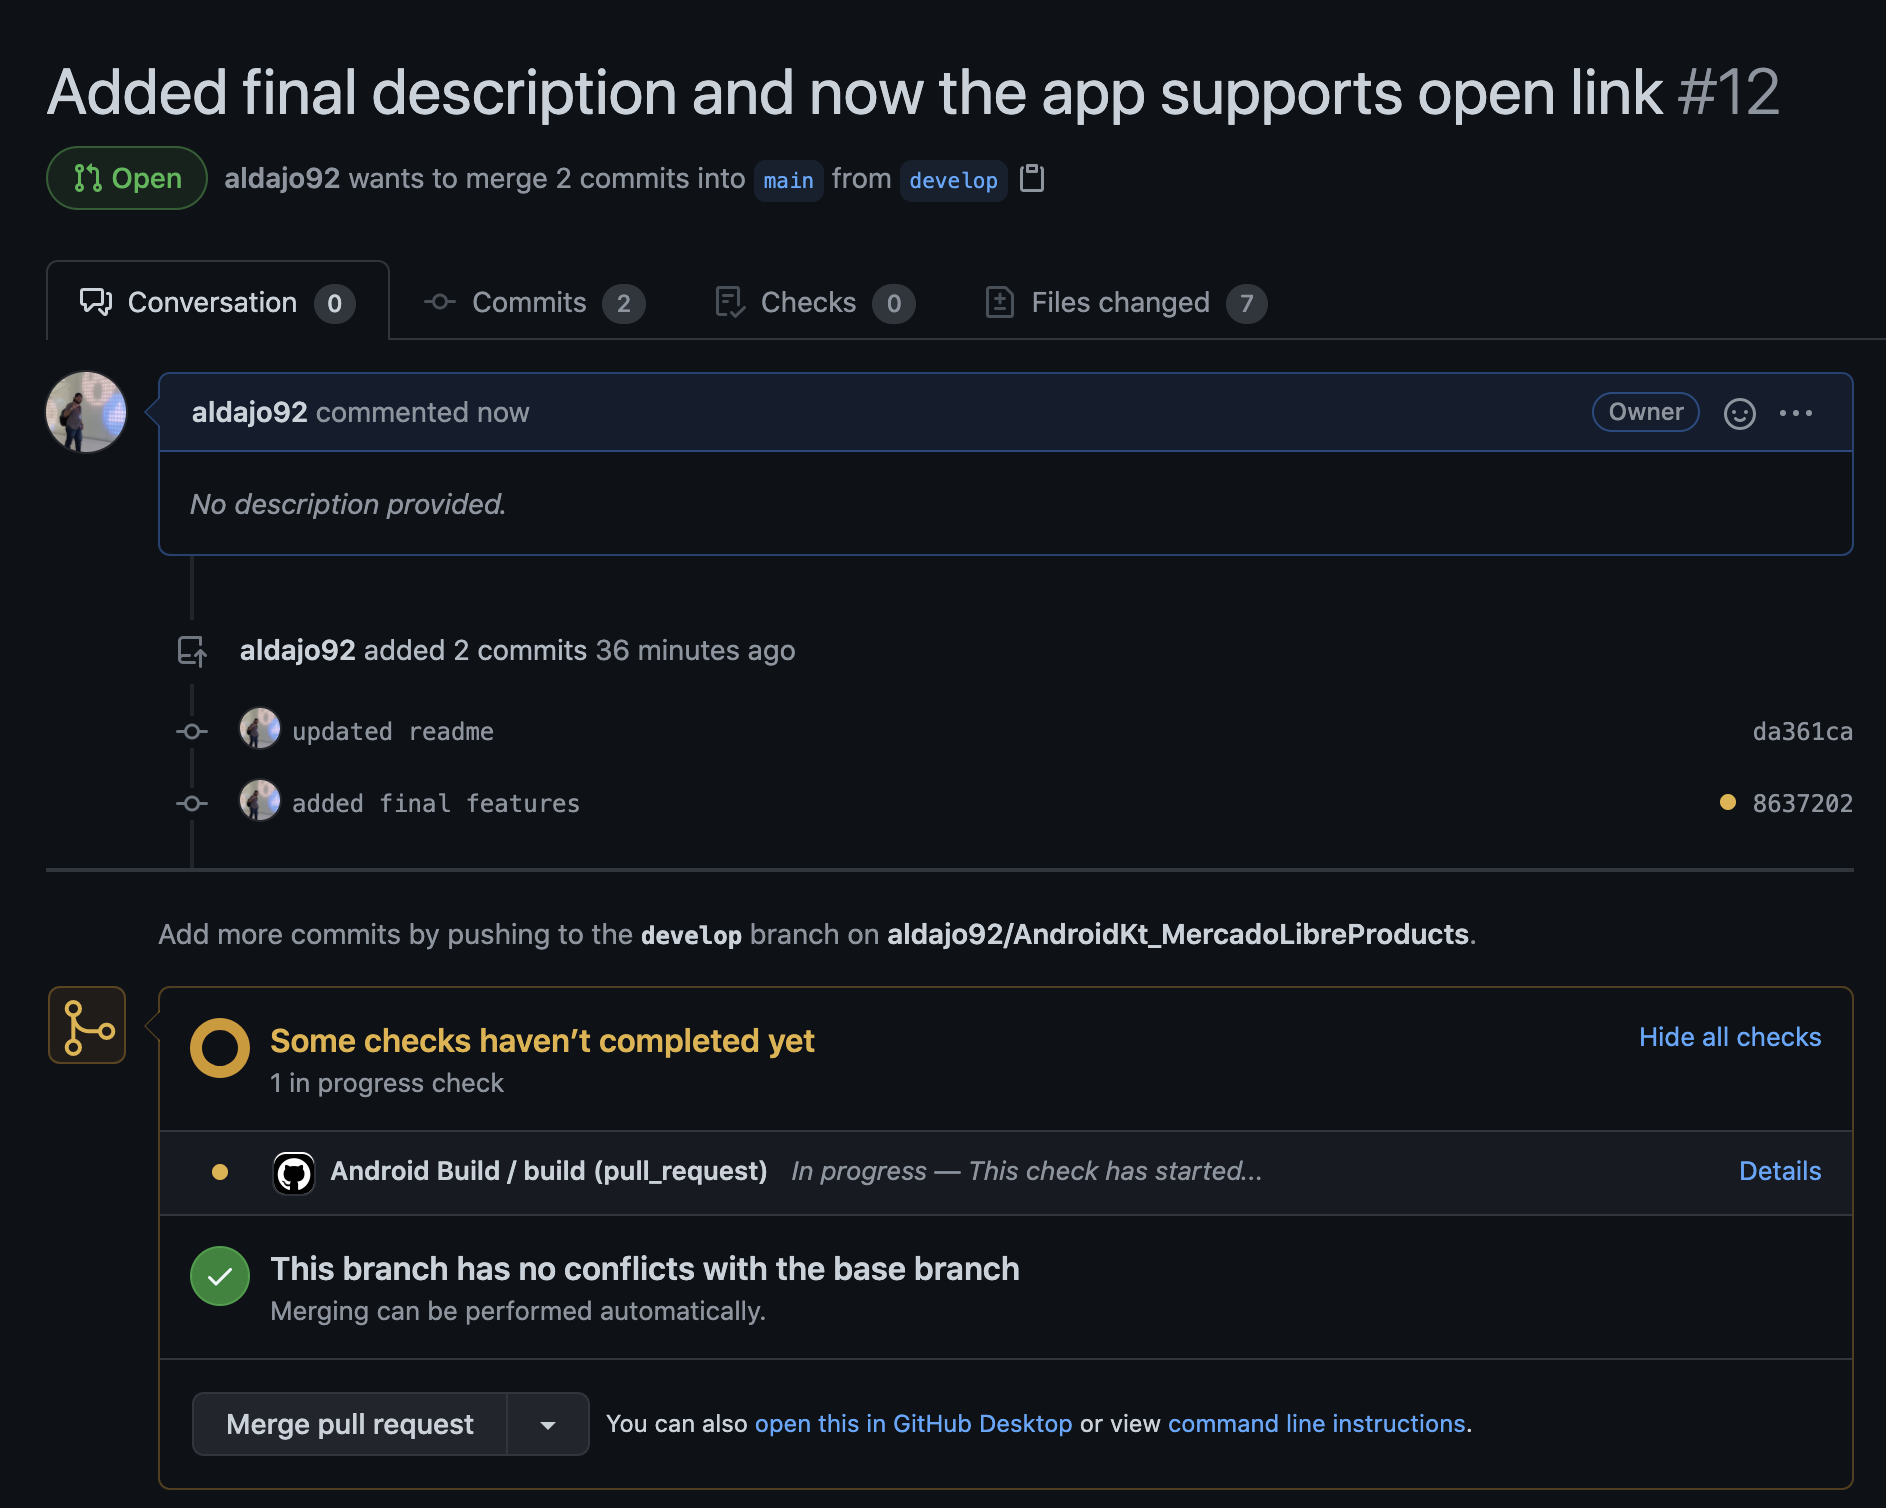 Added final description and now the app supports open link #12
Open aldajo92 wants to merge 2 commits into main from develop
Conversation 0 Commits 2 Checks 0 Files changed 7
aldajo92 commented now Owner
No description provided.
aldajo92 added 2 commits 36 minutes ago
updated readme da361ca
added final features 8637202
Add more commits by pushing to the develop branch on aldajo92/AndroidKt_MercadoLibreProducts.
Some checks haven’t completed yet Hide all checks
1 in progress check
Android Build / build (pull_request) In progress — This check has started... Details
This branch has no conflicts with the base branch
Merging can be performed automatically.
Merge pull request You can also open this in GitHub Desktop or view command line instructions.